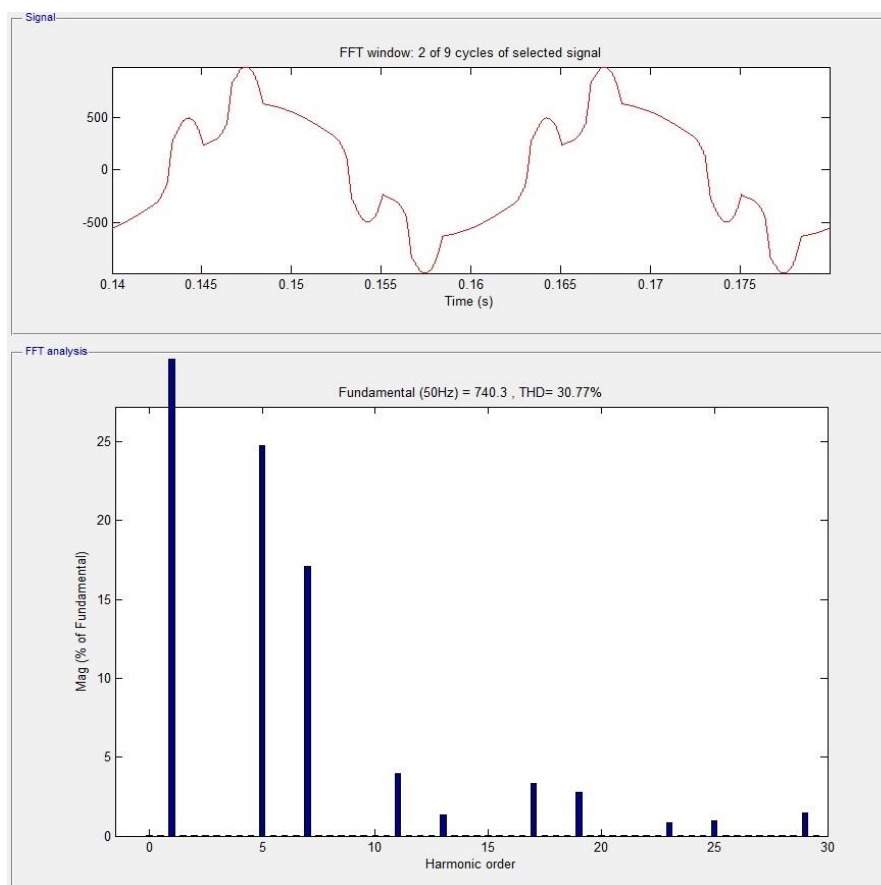 Signal
FFT window: 2 of 9 cycles of selected signal
500
0
-500
0.14 0.145 0.15 0.155 0.16 0.165 0.17 0.175
Time (s)
FFT analysis
Fundamental (50Hz) = 740.3 , THD= 30.77%
Mag (% of Fundamental)
25
20
15
10
5
0
0 5 10 15 20 25 30
Harmonic order